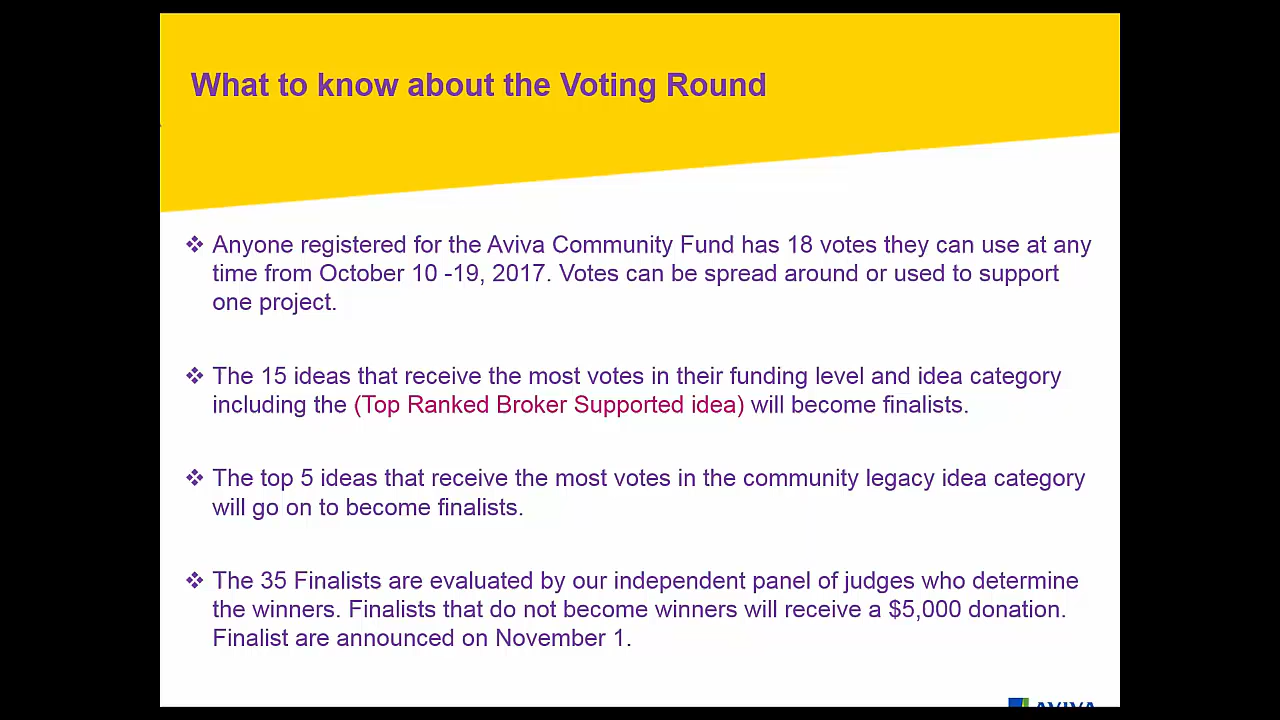 What to know about the Voting Round
❖ Anyone registered for the Aviva Community Fund has 18 votes they can use at any
time from October 10 -19, 2017. Votes can be spread around or used to support
one project.
❖ The 15 ideas that receive the most votes in their funding level and idea category
including the (Top Ranked Broker Supported idea) will become finalists.
❖ The top 5 ideas that receive the most votes in the community legacy idea category
will go on to become finalists.
❖ The 35 Finalists are evaluated by our independent panel of judges who determine
the winners. Finalists that do not become winners will receive a $5,000 donation.
Finalist are announced on November 1.
AVIVA